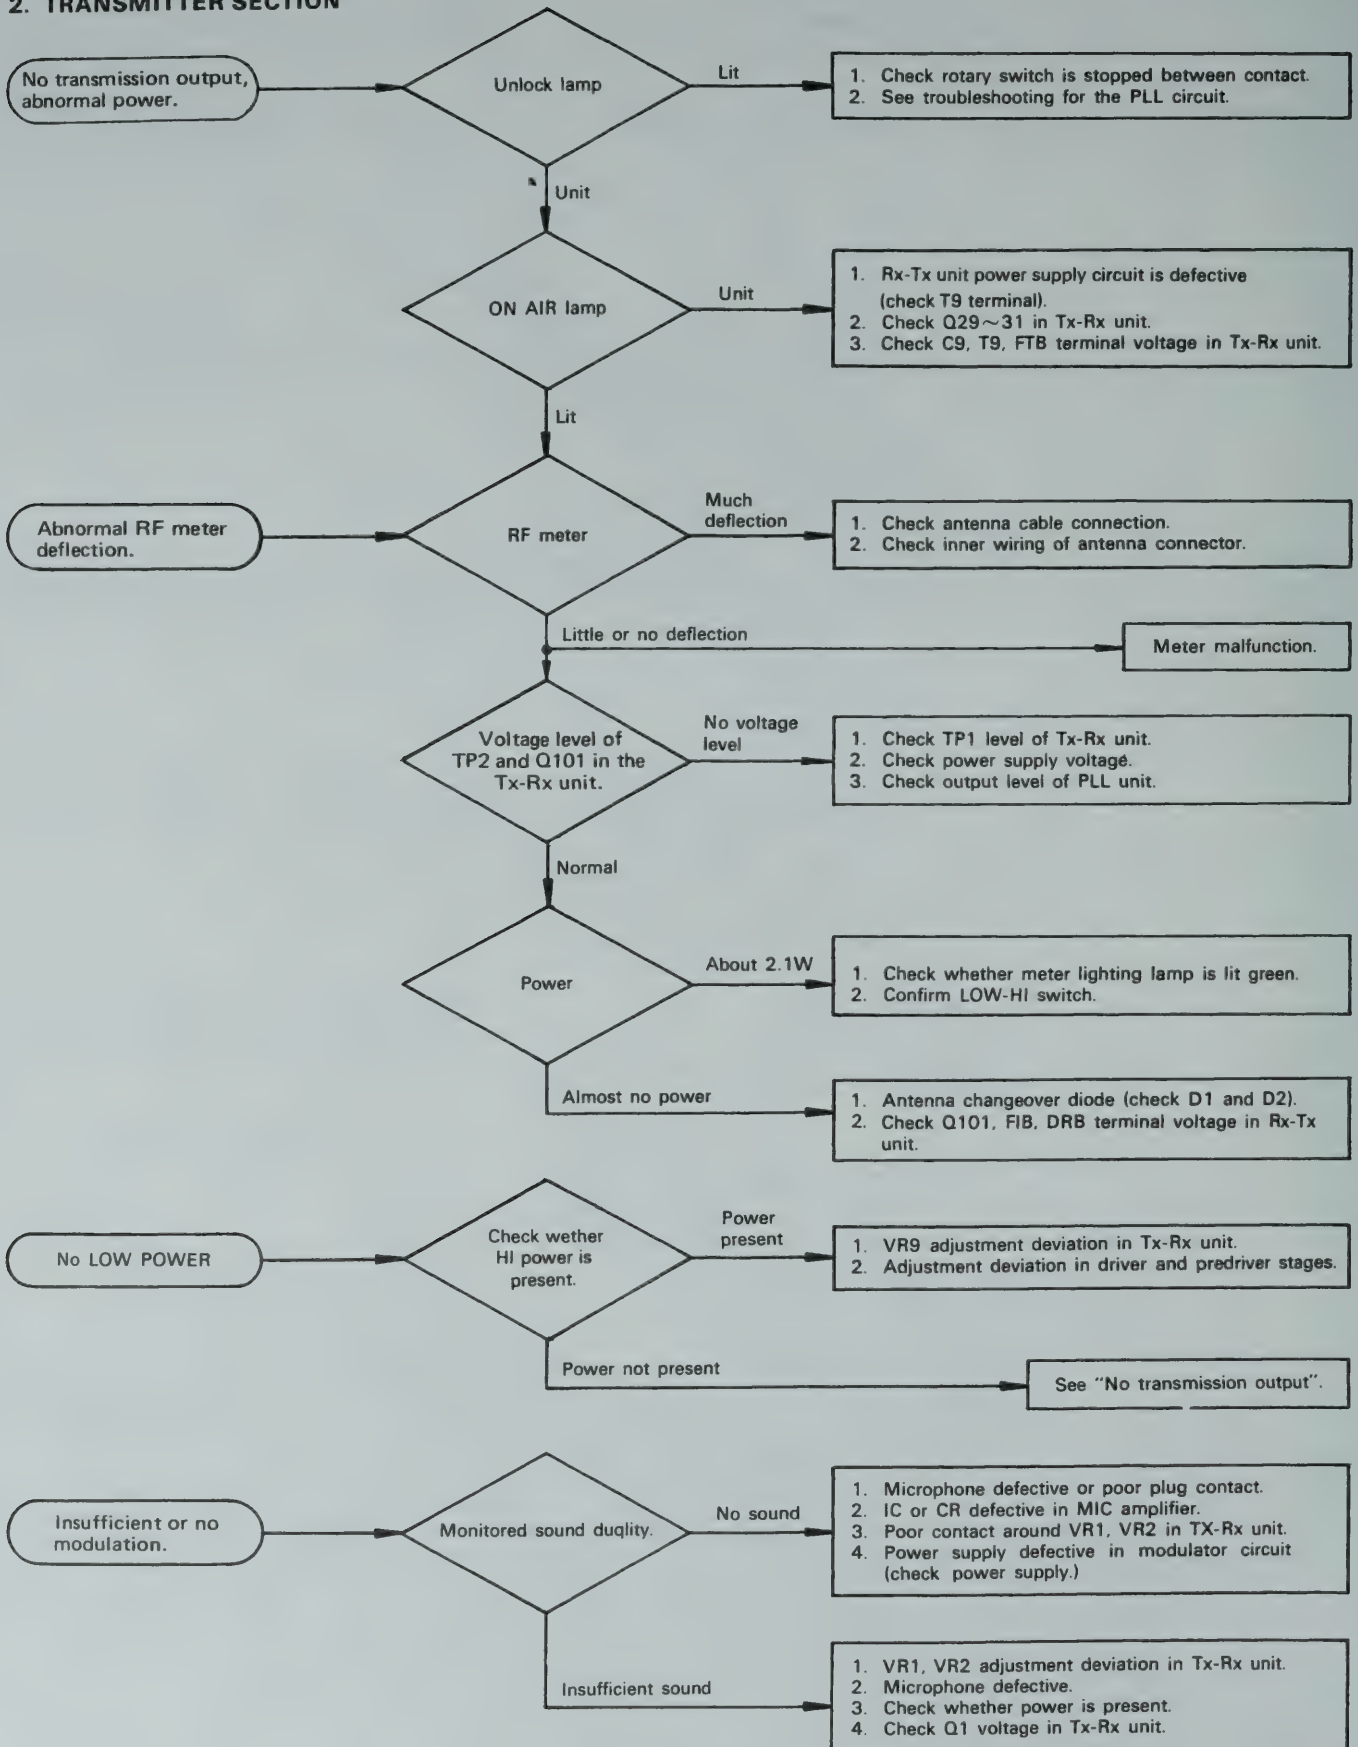 2. TRANSMITTER SECTION
No transmission output,
abnormal power.
Unlock lamp
Lit
1. Check rotary switch is stopped between contact.
2. See troubleshooting for the PLL circuit.
Unit
ON AIR lamp
Unit
1. Rx-Tx unit power supply circuit is defective
(check T9 terminal).
2. Check Q29~31 in Tx-Rx unit.
3. Check C9, T9, FTB terminal voltage in Tx-Rx unit.
Lit
Abnormal RF meter
deflection.
RF meter
Much
deflection
1. Check antenna cable connection.
2. Check inner wiring of antenna connector.
Little or no deflection
Meter malfunction.
Voltage level of
TP2 and Q101 in the
Tx-Rx unit.
No voltage
level
1. Check TP1 level of Tx-Rx unit.
2. Check power supply voltage.
3. Check output level of PLL unit.
Normal
Power
About 2.1W
1. Check whether meter lighting lamp is lit green.
2. Confirm LOW-HI switch.
Almost no power
1. Antenna changeover diode (check D1 and D2).
2. Check Q101, FIB, DRB terminal voltage in Rx-Tx
unit.
No LOW POWER
Check wether
HI power is
present.
Power
present
1. VR9 adjustment deviation in Tx-Rx unit.
2. Adjustment deviation in driver and predriver stages.
Power not present
See "No transmission output".
Insufficient or no
modulation.
Monitored sound duqlity.
No sound
1. Microphone defective or poor plug contact.
2. IC or CR defective in MIC amplifier.
3. Poor contact around VR1, VR2 in TX-Rx unit.
4. Power supply defective in modulator circuit
(check power supply.)
Insufficient sound
1. VR1, VR2 adjustment deviation in Tx-Rx unit.
2. Microphone defective.
3. Check whether power is present.
4. Check Q1 voltage in Tx-Rx unit.